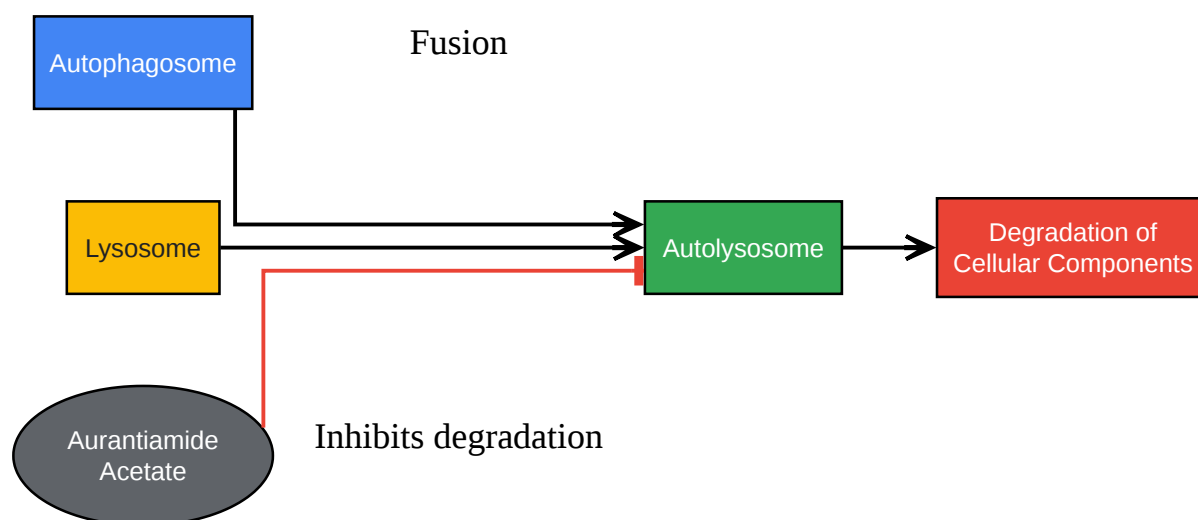 Fusion
Autophagosome
Lysosome
Autolysosome
Degradation of
Cellular Components
Aurantiamide
Acetate
Inhibits degradation